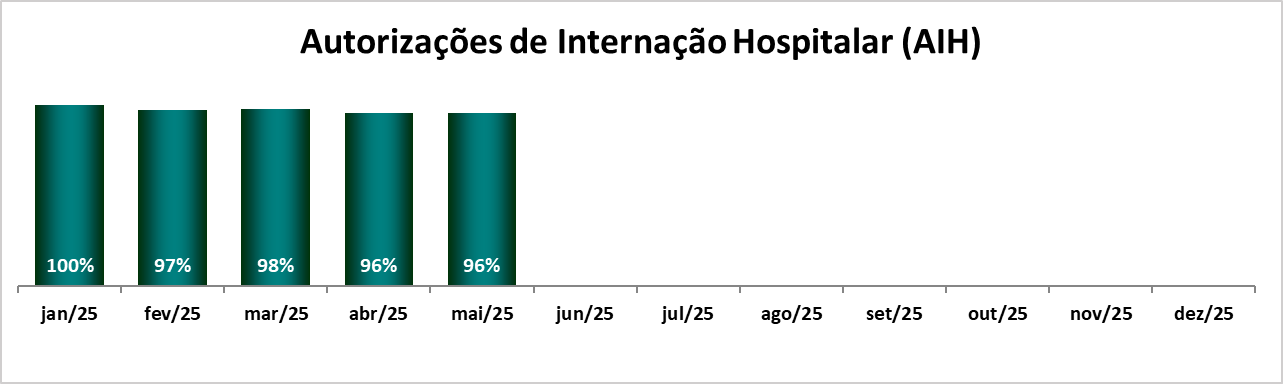 Autorizações de Internação Hospitalar (AIH)
100% 97% 98% 96% 96%
jan/25 fev/25 mar/25 abr/25 mai/25 jun/25 jul/25 ago/25 set/25 out/25 nov/25 dez/25